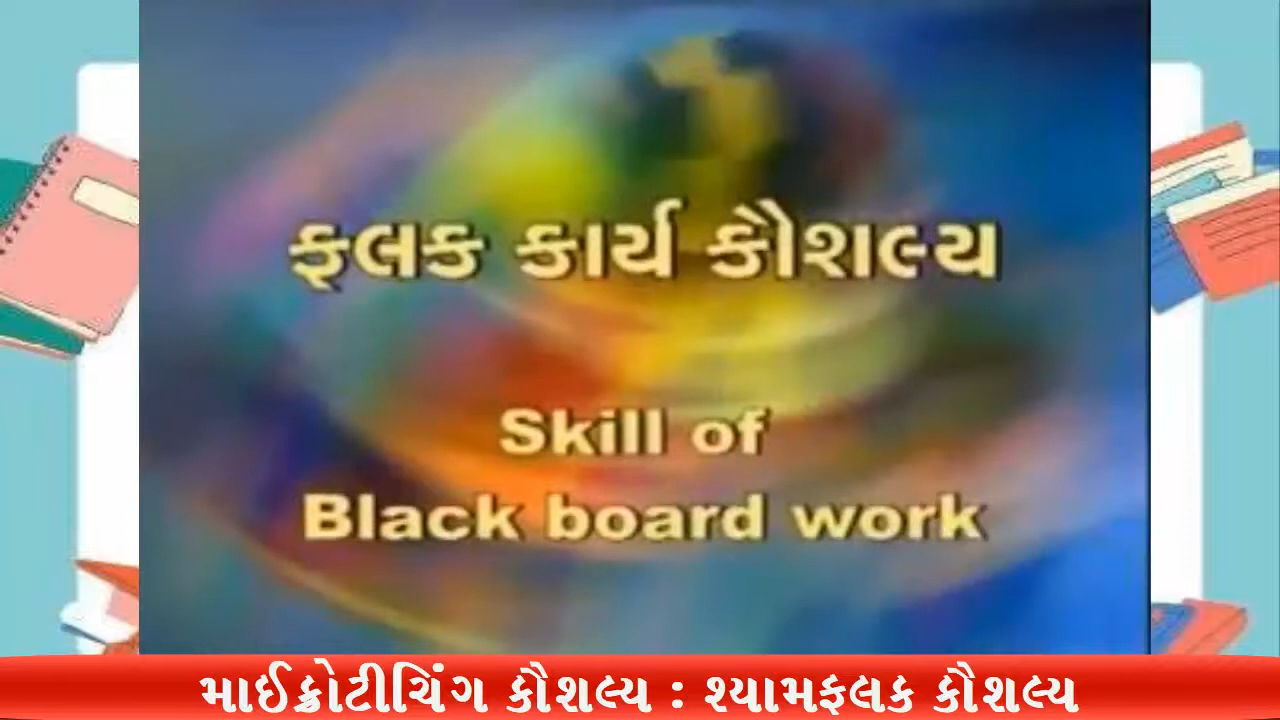 ફલક કાર્ય કૌશલ્ય
Skill of
Black board work
માઈક્રોટીચિંગ કૌશલ્ય : શ્યામફલક કૌશલ્ય